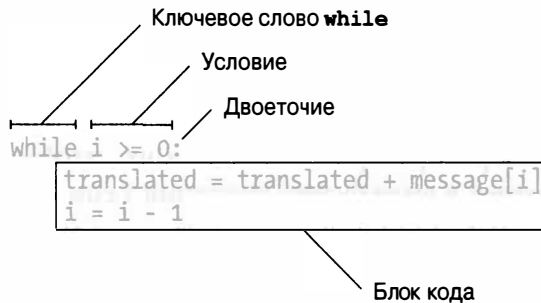 Ключевое слово while
Условие
Двоеточие
while i >= 0:
translated = translated + message[i]
i = i - 1
Блок кода